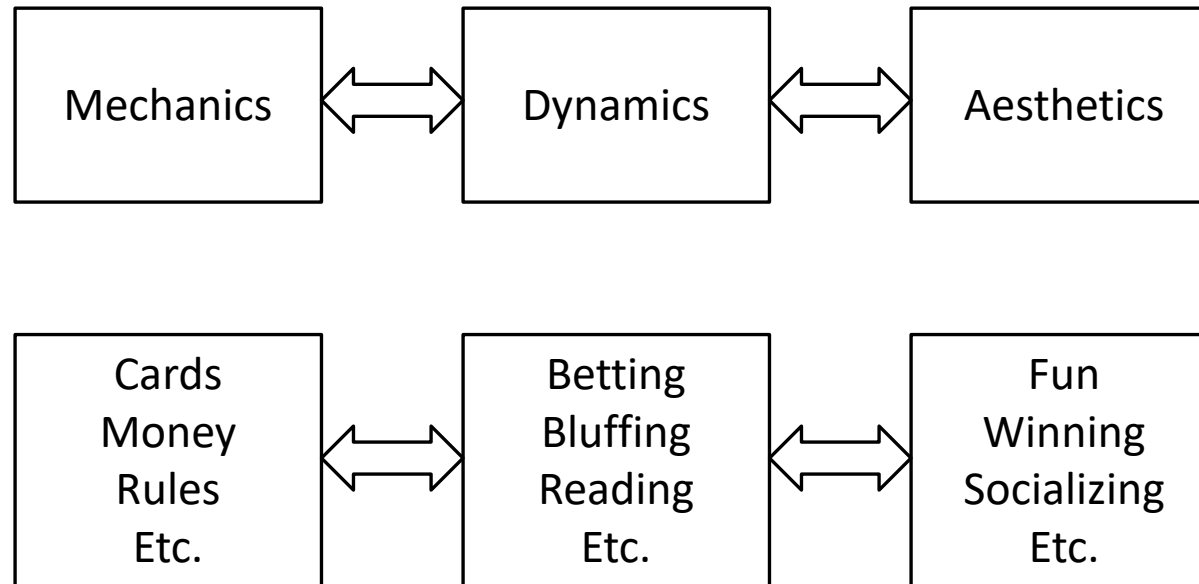 Mechanics
Dynamics
Aesthetics
Cards
Money
Rules
Etc.
Betting
Bluffing
Reading
Etc.
Fun
Winning
Socializing
Etc.